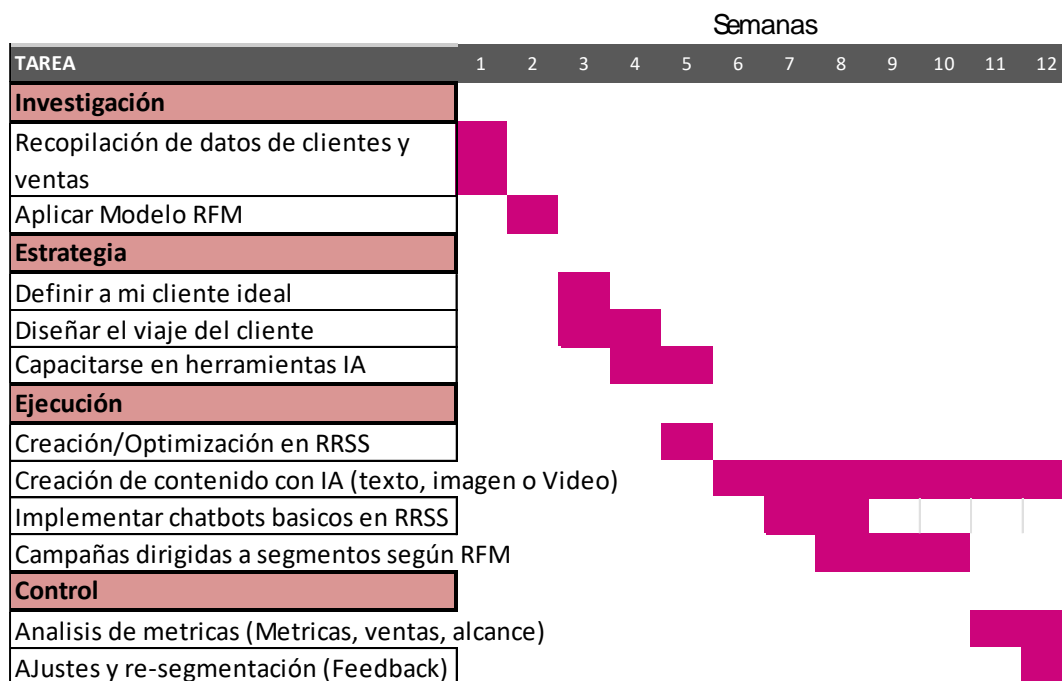 Semanas
TAREA 1 2 3 4 5 6 7 8 9 10 11 12
Investigación
Recopilación de datos de clientes y
ventas
Aplicar Modelo RFM
Estrategia
Definir a mi cliente ideal
Diseñar el viaje del cliente
Capacitarse en herramientas IA
Ejecución
Creación/Optimización en RRSS
Creación de contenido con IA (texto, imagen o Video)
Implementar chatbots basicos en RRSS
Campañas dirigidas a segmentos según RFM
Control
Analisis de metricas (Metricas, ventas, alcance)
AJustes y re-segmentación (Feedback)